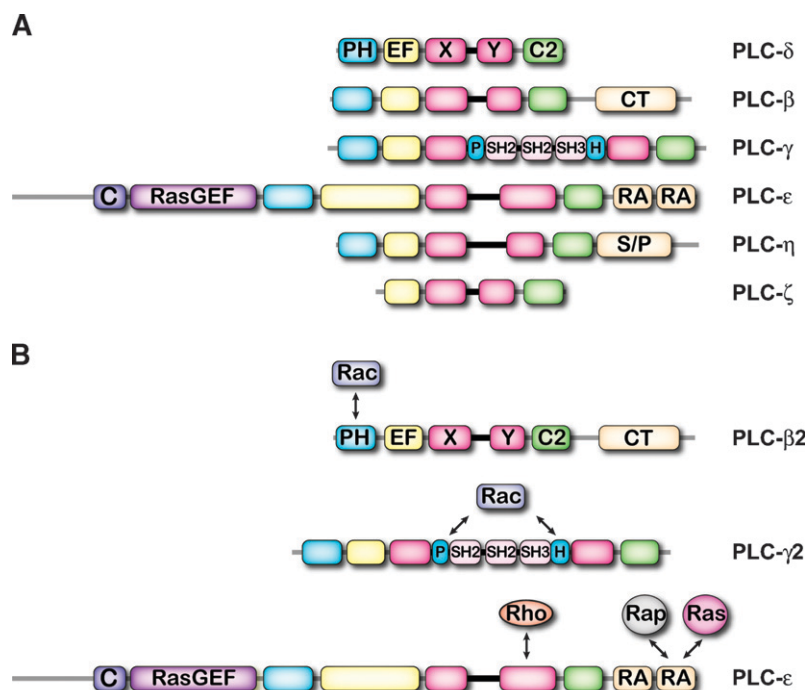 A
PH EF X Y C2 PLC-δ
CT PLC-β
P SH2 SH2 SH3 H PLC-γ
C RasGEF RA RA PLC-ε
S/P PLC-η
PLC-ζ
B
Rac
PH EF X Y C2 CT PLC-β2
Rac
P SH2 SH2 SH3 H PLC-γ2
Rho Rap Ras
C RasGEF RA RA PLC-ε